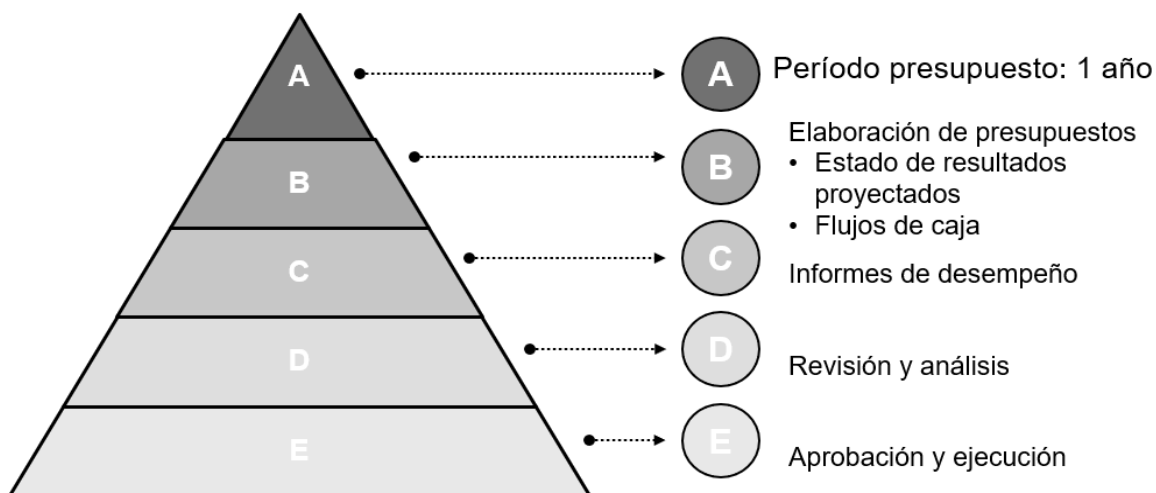 A
A
Período presupuesto: 1 año
B
B
Elaboración de presupuestos
• Estado de resultados
proyectados
• Flujos de caja
C
C
Informes de desempeño
D
D
Revisión y análisis
E
E
Aprobación y ejecución